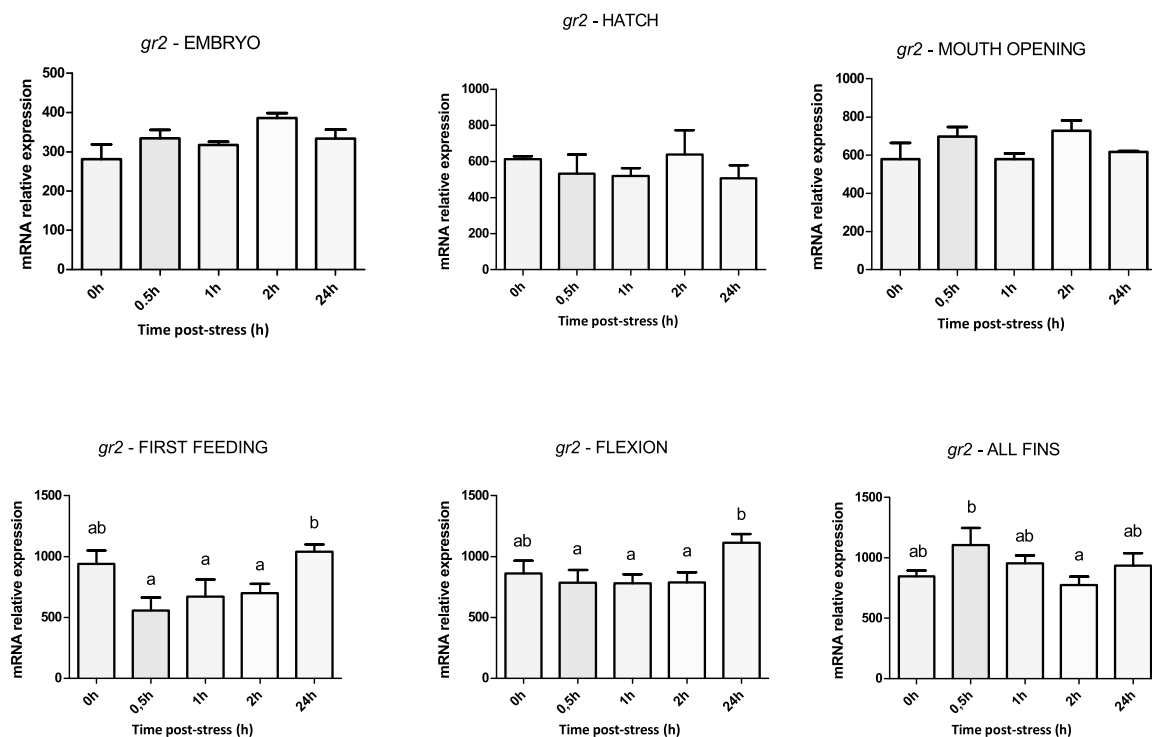 gr2 - EMBRYO
mRNA relative expression
500
400
300
200
100
0
0h
0.5h
1h
2h
24h
Time post-stress (h)
gr2 - HATCH
mRNA relative expression
1000
800
600
400
200
0
0h
0,5h
1h
2h
24h
Time post-stress (h)
gr2 - MOUTH OPENING
mRNA relative expression
1000
800
600
400
200
0
0h
0,5h
1h
2h
24h
Time post-stress (h)
gr2 - FIRST FEEDING
mRNA relative expression
1500
1000
500
0
ab
a
a
a
b
0h
0,5h
1h
2h
24h
Time post-stress (h)
gr2 - FLEXION
mRNA relative expression
1500
1000
500
0
ab
a
a
a
b
0h
0,5h
1h
2h
24h
Time post-stress (h)
gr2 - ALL FINS
mRNA relative expression
1500
1000
500
0
ab
b
ab
a
ab
0h
0,5h
1h
2h
24h
Time post-stress (h)